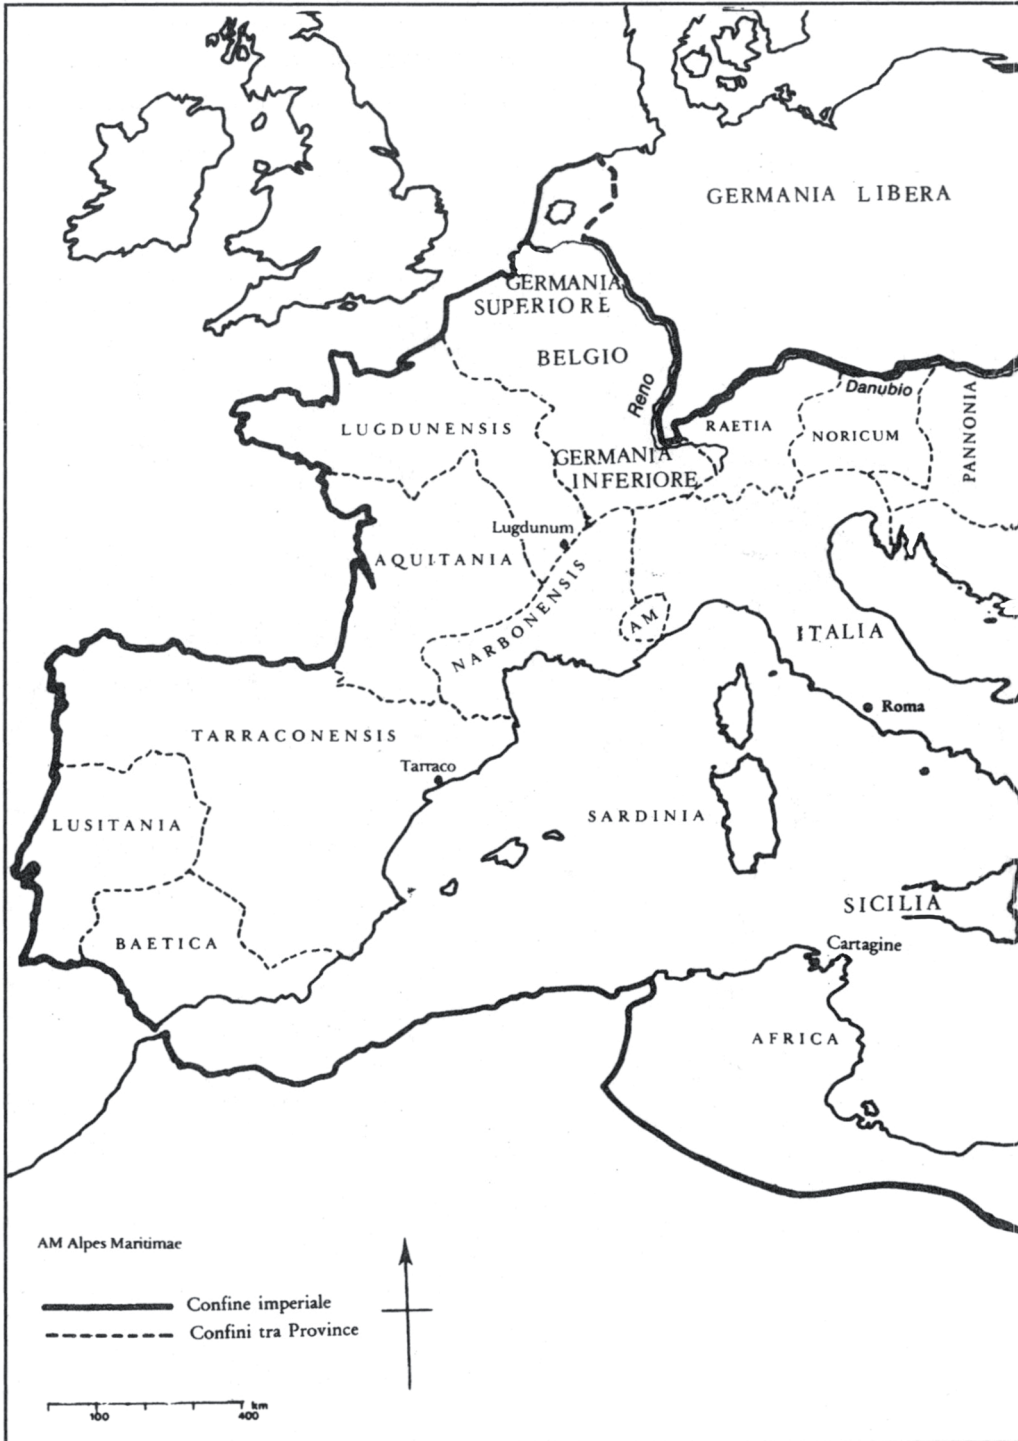 GERMANIA LIBERA
GERMANIA
SUPERIORE
BELGIO
Reno
Danubio
RAETIA
NORICUM
PANNONIA
LUGDUNENSIS
GERMANIA
INFERIORE
Lugdunum
AQUITANIA
NARBONENSIS
AM
ITALIA
Roma
TARRACONENSIS
Tarraco
LUSITANIA
SARDINIA
SICILIA
BAETICA
Cartagine
AFRICA
AM Alpes Maritimae
Confine imperiale
Confini tra Province
km
100 400